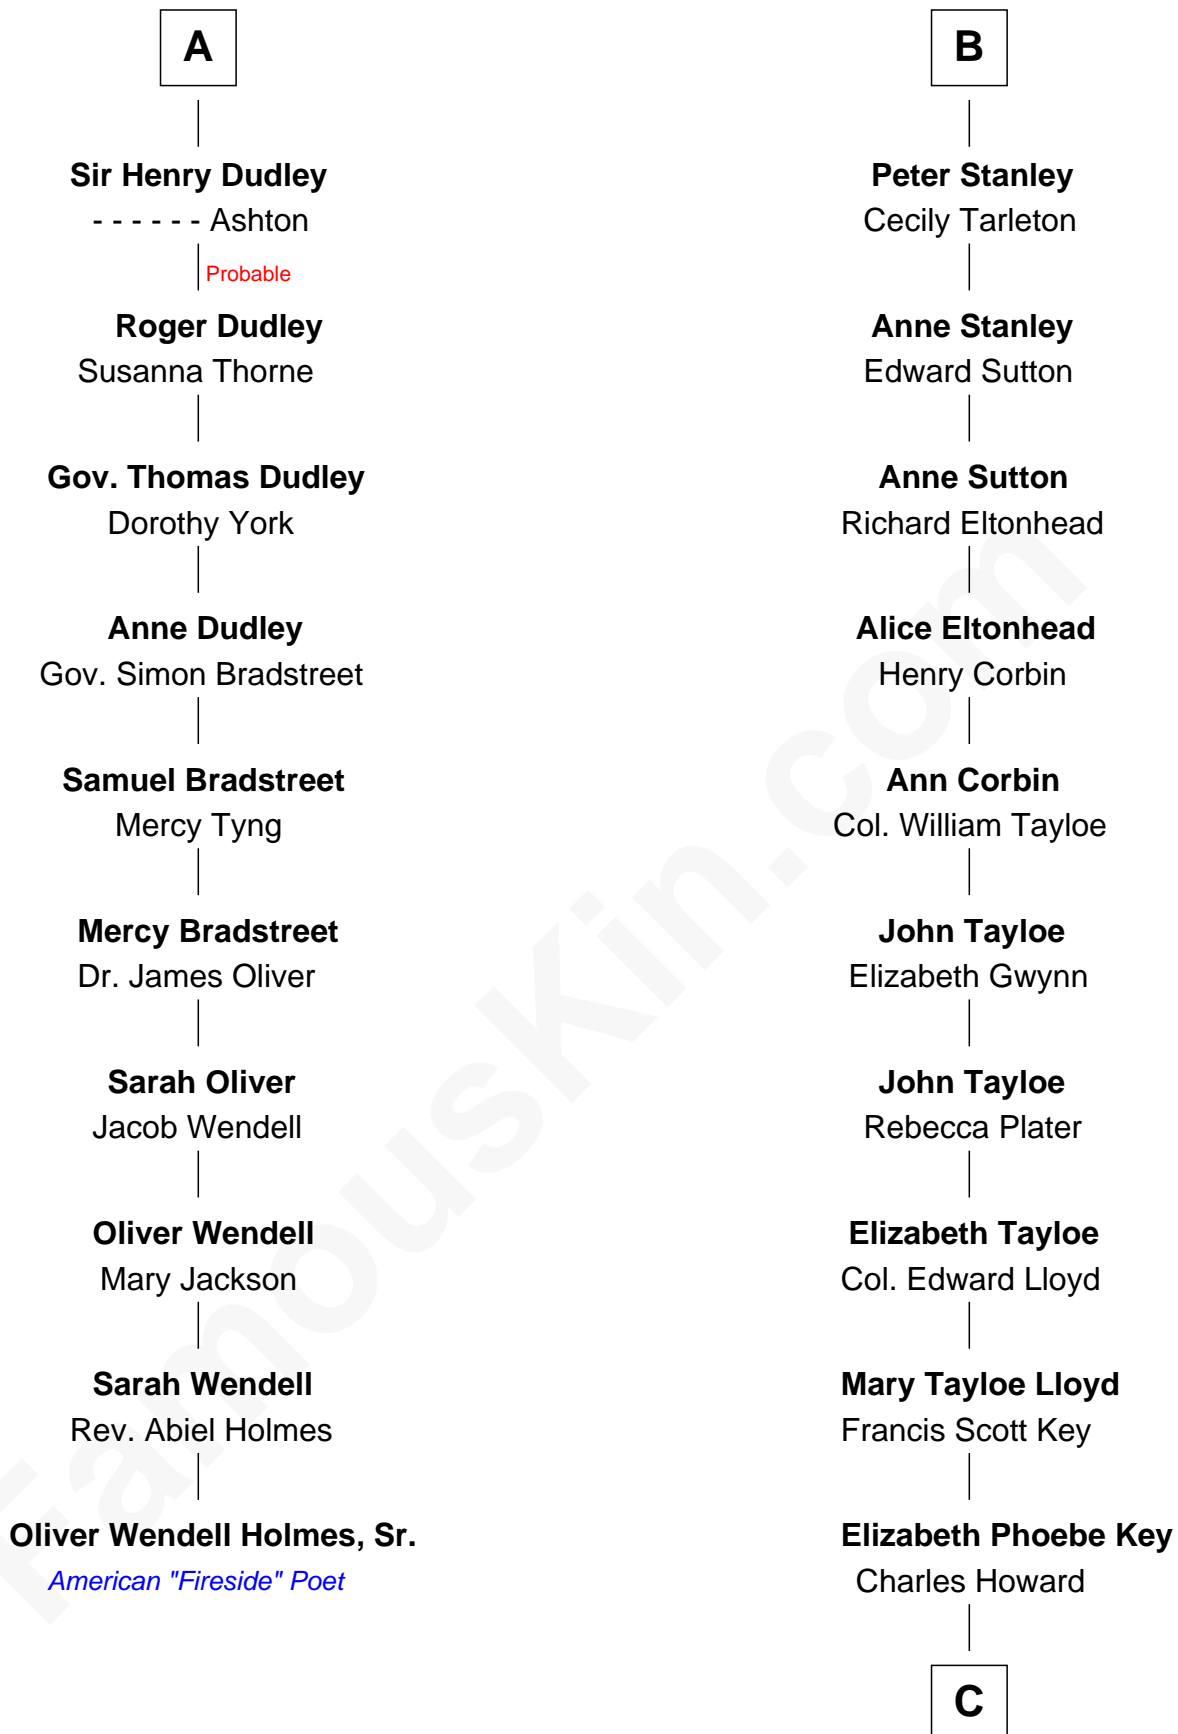 A
Sir Henry Dudley
- - - - - - Ashton
Probable
Roger Dudley
Susanna Thorne
Gov. Thomas Dudley
Dorothy York
Anne Dudley
Gov. Simon Bradstreet
Samuel Bradstreet
Mercy Tyng
Mercy Bradstreet
Dr. James Oliver
Sarah Oliver
Jacob Wendell
Oliver Wendell
Mary Jackson
Sarah Wendell
Rev. Abiel Holmes
Oliver Wendell Holmes, Sr.
American "Fireside" Poet
B
Peter Stanley
Cecily Tarleton
Anne Stanley
Edward Sutton
Anne Sutton
Richard Eltonhead
Alice Eltonhead
Henry Corbin
Ann Corbin
Col. William Tayloe
John Tayloe
Elizabeth Gwynn
John Tayloe
Rebecca Plater
Elizabeth Tayloe
Col. Edward Lloyd
Mary Tayloe Lloyd
Francis Scott Key
Elizabeth Phoebe Key
Charles Howard
C
FamousKin.com